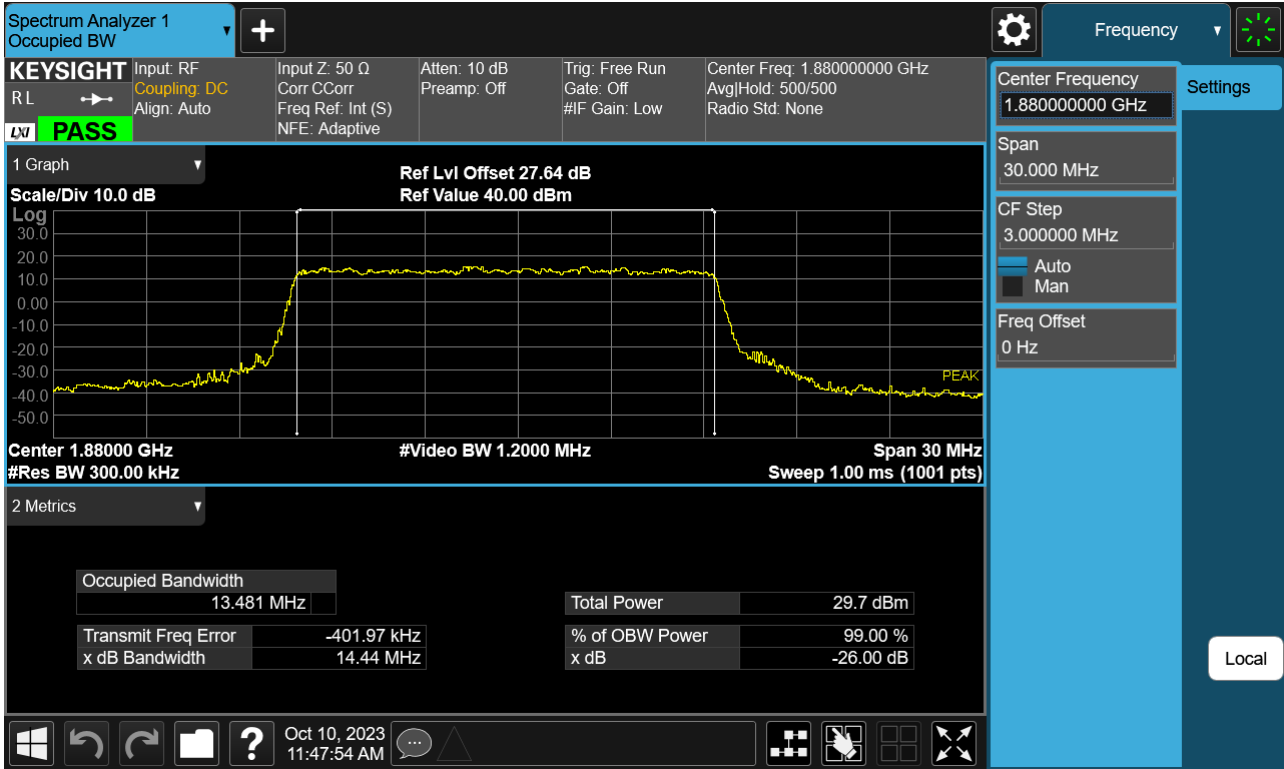 Spectrum Analyzer 1
Occupied BW
Frequency
KEYSIGHT
R L
LXI
PASS
Input: RF
Coupling: DC
Align: Auto
Input Z: 50 Ω
Corr CCorr
Freq Ref: Int (S)
NFE: Adaptive
Atten: 10 dB
Preamp: Off
Trig: Free Run
Gate: Off
#IF Gain: Low
Center Freq: 1.880000000 GHz
Avg|Hold: 500/500
Radio Std: None
Center Frequency
1.880000000 GHz
Settings
Span
30.000 MHz
CF Step
3.000000 MHz
Auto
Man
Freq Offset
0 Hz
Local
1 Graph
Scale/Div 10.0 dB
Ref Lvl Offset 27.64 dB
Ref Value 40.00 dBm
Log
30.0
20.0
10.0
0.00
-10.0
-20.0
-30.0
-40.0
-50.0
PEAK
Center 1.88000 GHz
#Video BW 1.2000 MHz
Span 30 MHz
#Res BW 300.00 kHz
Sweep 1.00 ms (1001 pts)
2 Metrics
Occupied Bandwidth
13.481 MHz
Total Power 29.7 dBm
Transmit Freq Error -401.97 kHz
% of OBW Power 99.00 %
x dB Bandwidth 14.44 MHz
x dB -26.00 dB
?
Oct 10, 2023
11:47:54 AM